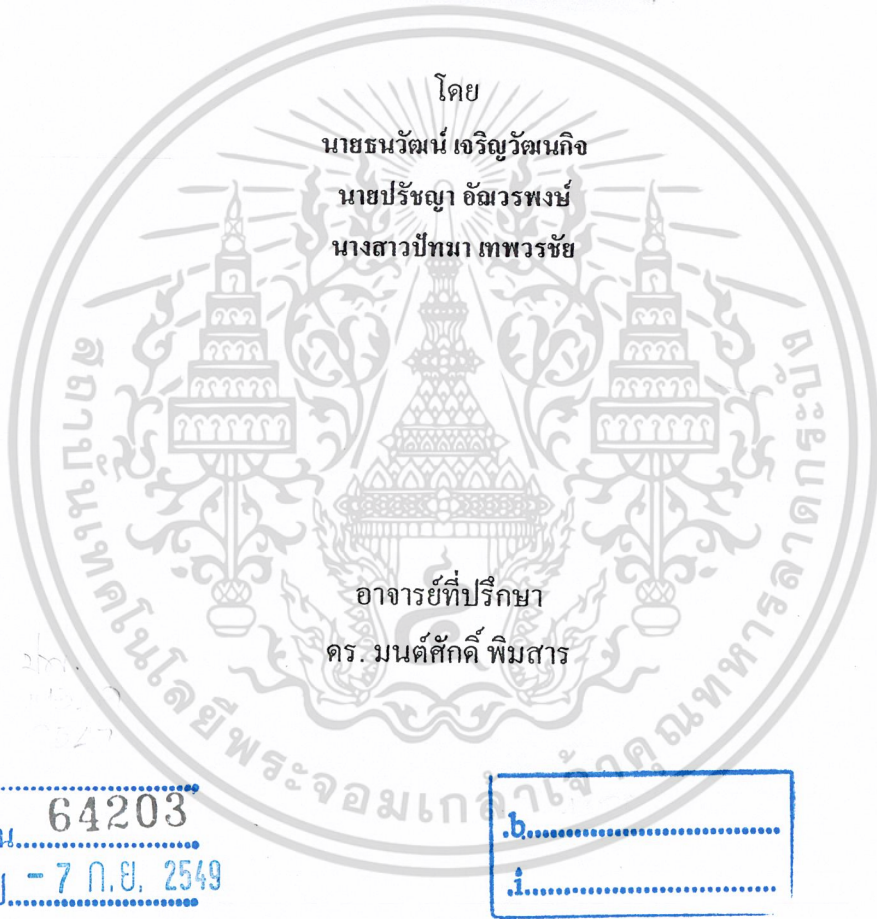 โดย
นายธนวัฒน์ เจริญวัฒนกิจ
นายปรัชญา อัฌวรพงษ์
นางสาวปัทมา เทพวรชัย
สถาบันเทคโนโลยีพระจอมเกล้าเจ้าคุณทหารลาดกระบัง
อาจารย์ที่ปรึกษา
ดร. มนต์ศักดิ์ พิมสาร
64203
- 7 ก.ย. 2549
.b.
.i.